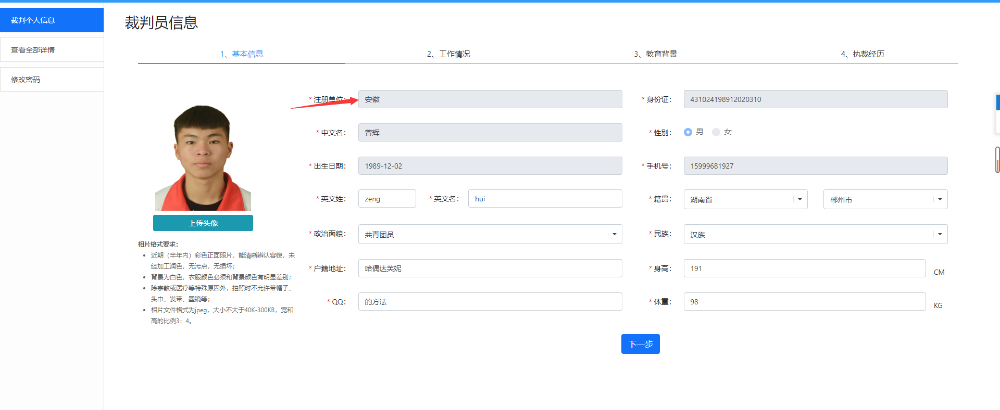 裁判个人信息
查看全部详情
修改密码
裁判员信息
1、基本信息
2、工作情况
3、教育背景
4、执裁经历
上传头像
相片格式要求：
近期（半年内）彩色正面照片，能清晰辨认容貌，未
经加工润色，无污点，无损坏；
背景为白色，衣服颜色必须和背景颜色有明显差别；
除宗教或医疗等特殊原因外，拍照时不允许带帽子、
头巾、发带、墨镜等；
相片文件格式为jpeg，大小不大于40K-300KB，宽和
高的比例3：4。
* 注册单位： 安徽
* 身份证： 431024198912020310
* 中文名： 曾辉
* 性别： 男 女
* 出生日期： 1989-12-02
* 手机号： 15999681927
* 英文姓： zeng
* 英文名： hui
* 籍贯： 湖南省 郴州市
* 政治面貌： 共青团员
* 民族： 汉族
* 户籍地址： 哈偶达芙妮
* 身高： 191 CM
* QQ： 的方法
* 体重： 98 KG
下一步